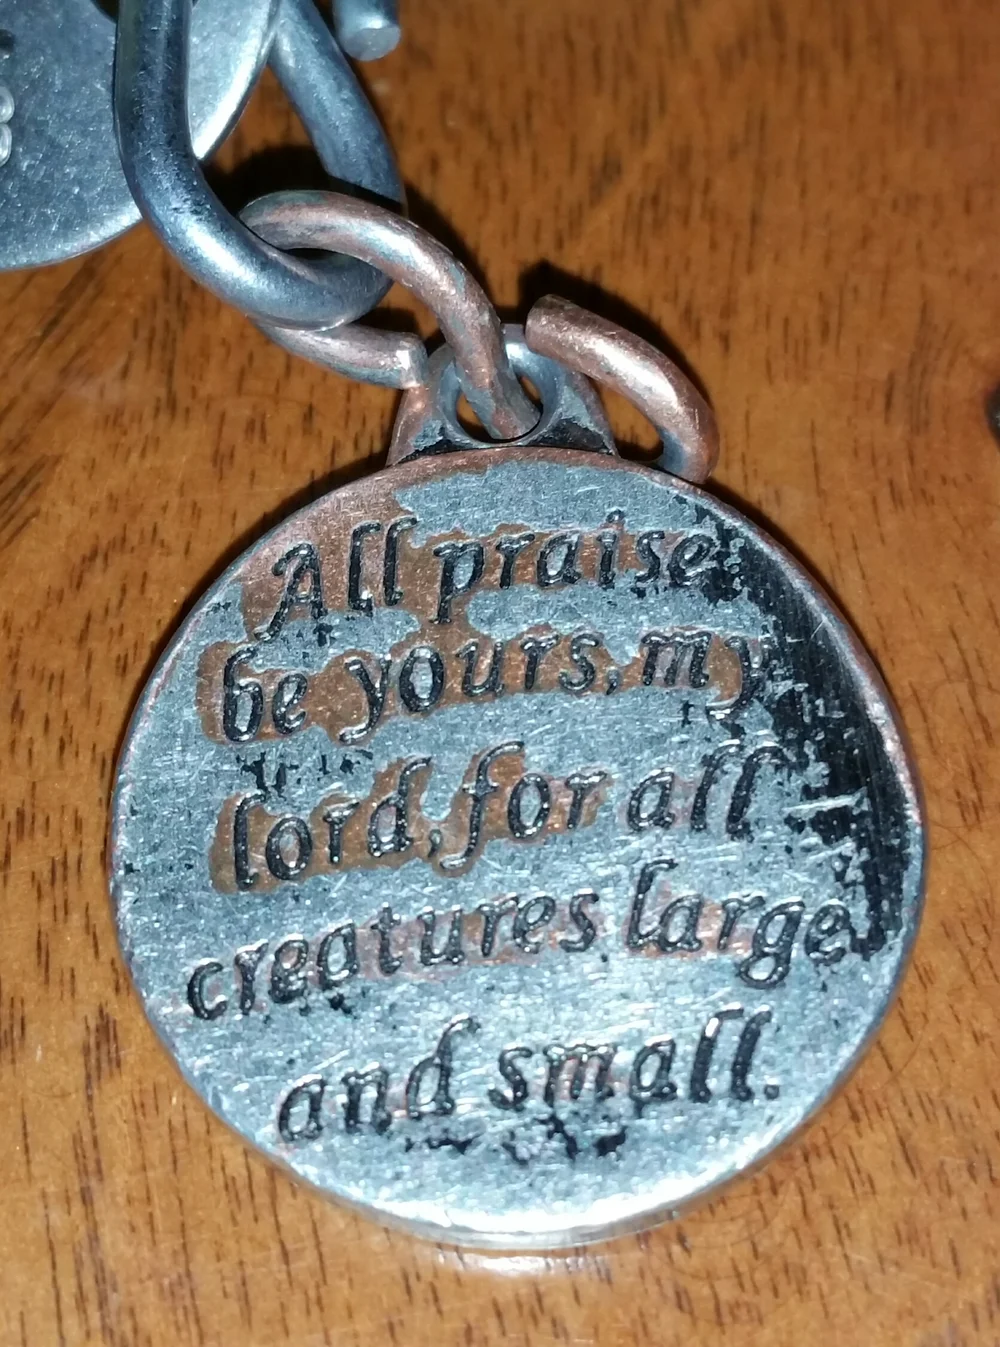 All praise
be yours, my
lord, for all
creatures large
and small.